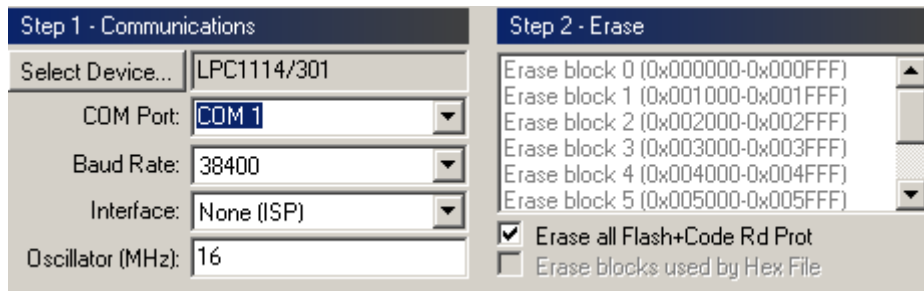 Step 1 - Communications
Select Device... LPC1114/301
COM Port: COM 1
Baud Rate: 38400
Interface: None (ISP)
Oscillator (MHz): 16
Step 2 - Erase
Erase block 0 (0x000000-0x000FFF)
Erase block 1 (0x001000-0x001FFF)
Erase block 2 (0x002000-0x002FFF)
Erase block 3 (0x003000-0x003FFF)
Erase block 4 (0x004000-0x004FFF)
Erase block 5 (0x005000-0x005FFF)
Erase all Flash+Code Rd Prot
Erase blocks used by Hex File